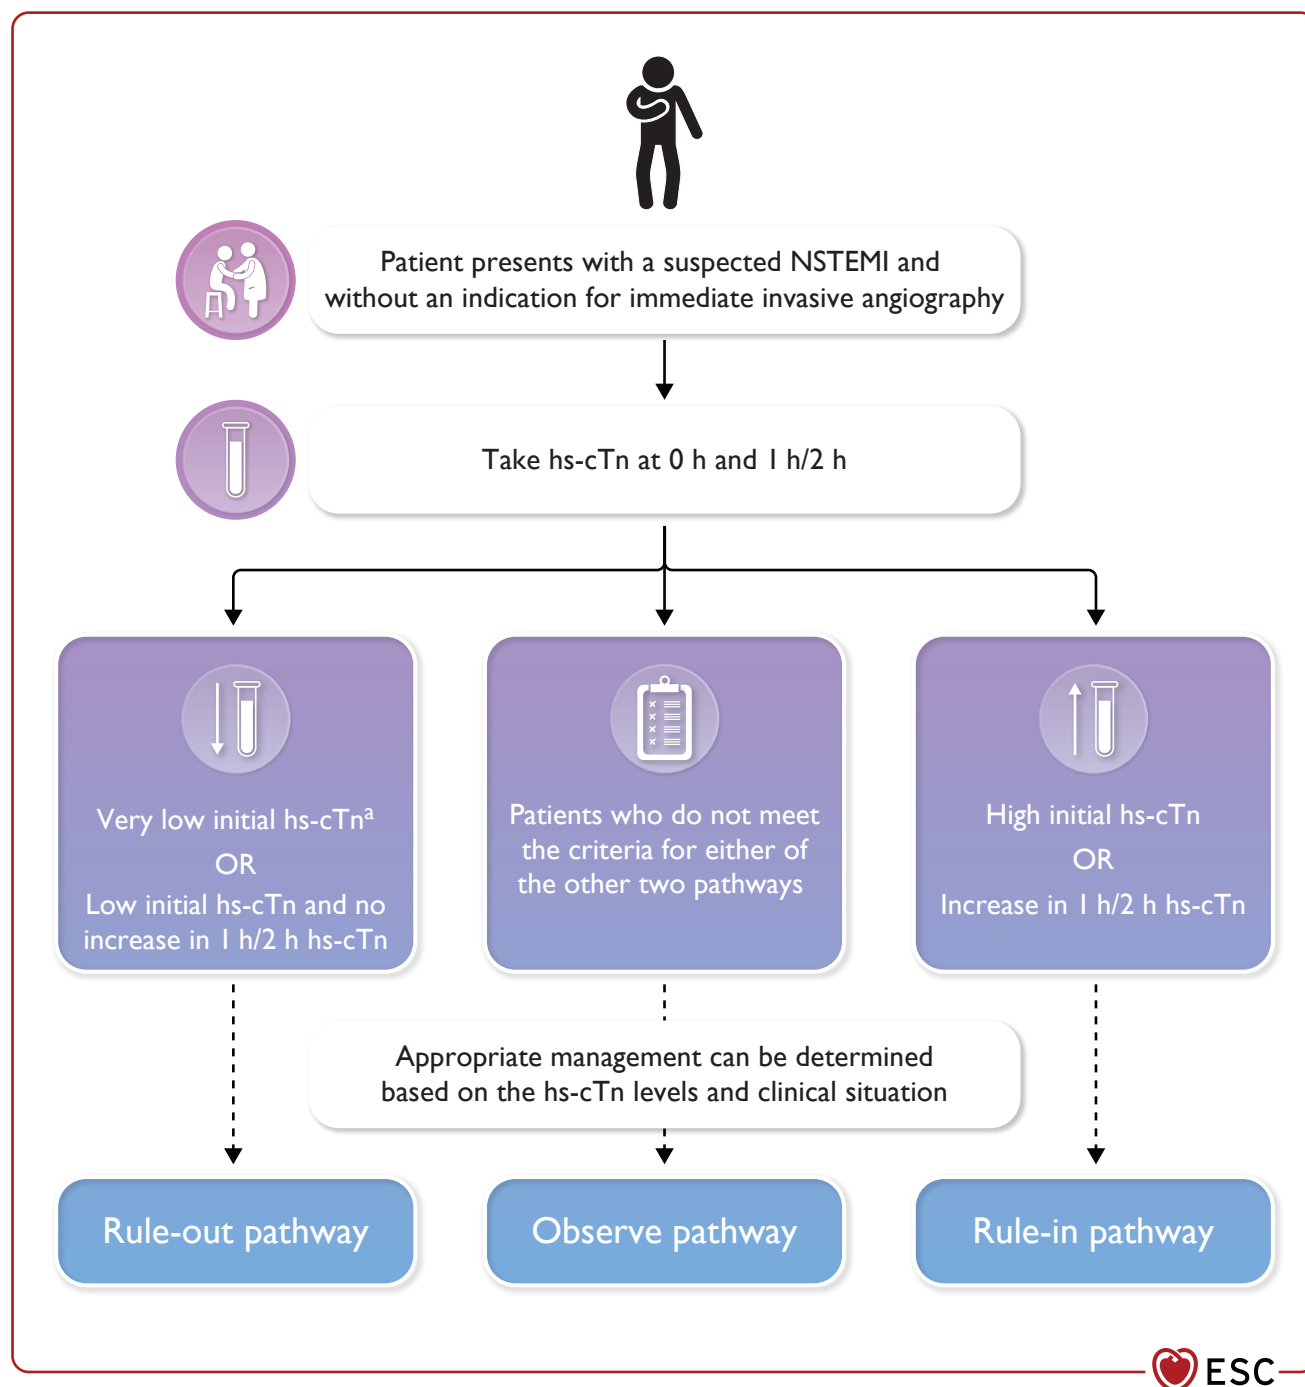 Patient presents with a suspected NSTEMI and
without an indication for immediate invasive angiography
Take hs-cTn at 0 h and 1 h/2 h
Very low initial hs-cTnᵃ
OR
Low initial hs-cTn and no
increase in 1 h/2 h hs-cTn
Patients who do not meet
the criteria for either of
the other two pathways
High initial hs-cTn
OR
Increase in 1 h/2 h hs-cTn
Appropriate management can be determined
based on the hs-cTn levels and clinical situation
Rule-out pathway
Observe pathway
Rule-in pathway
ESC